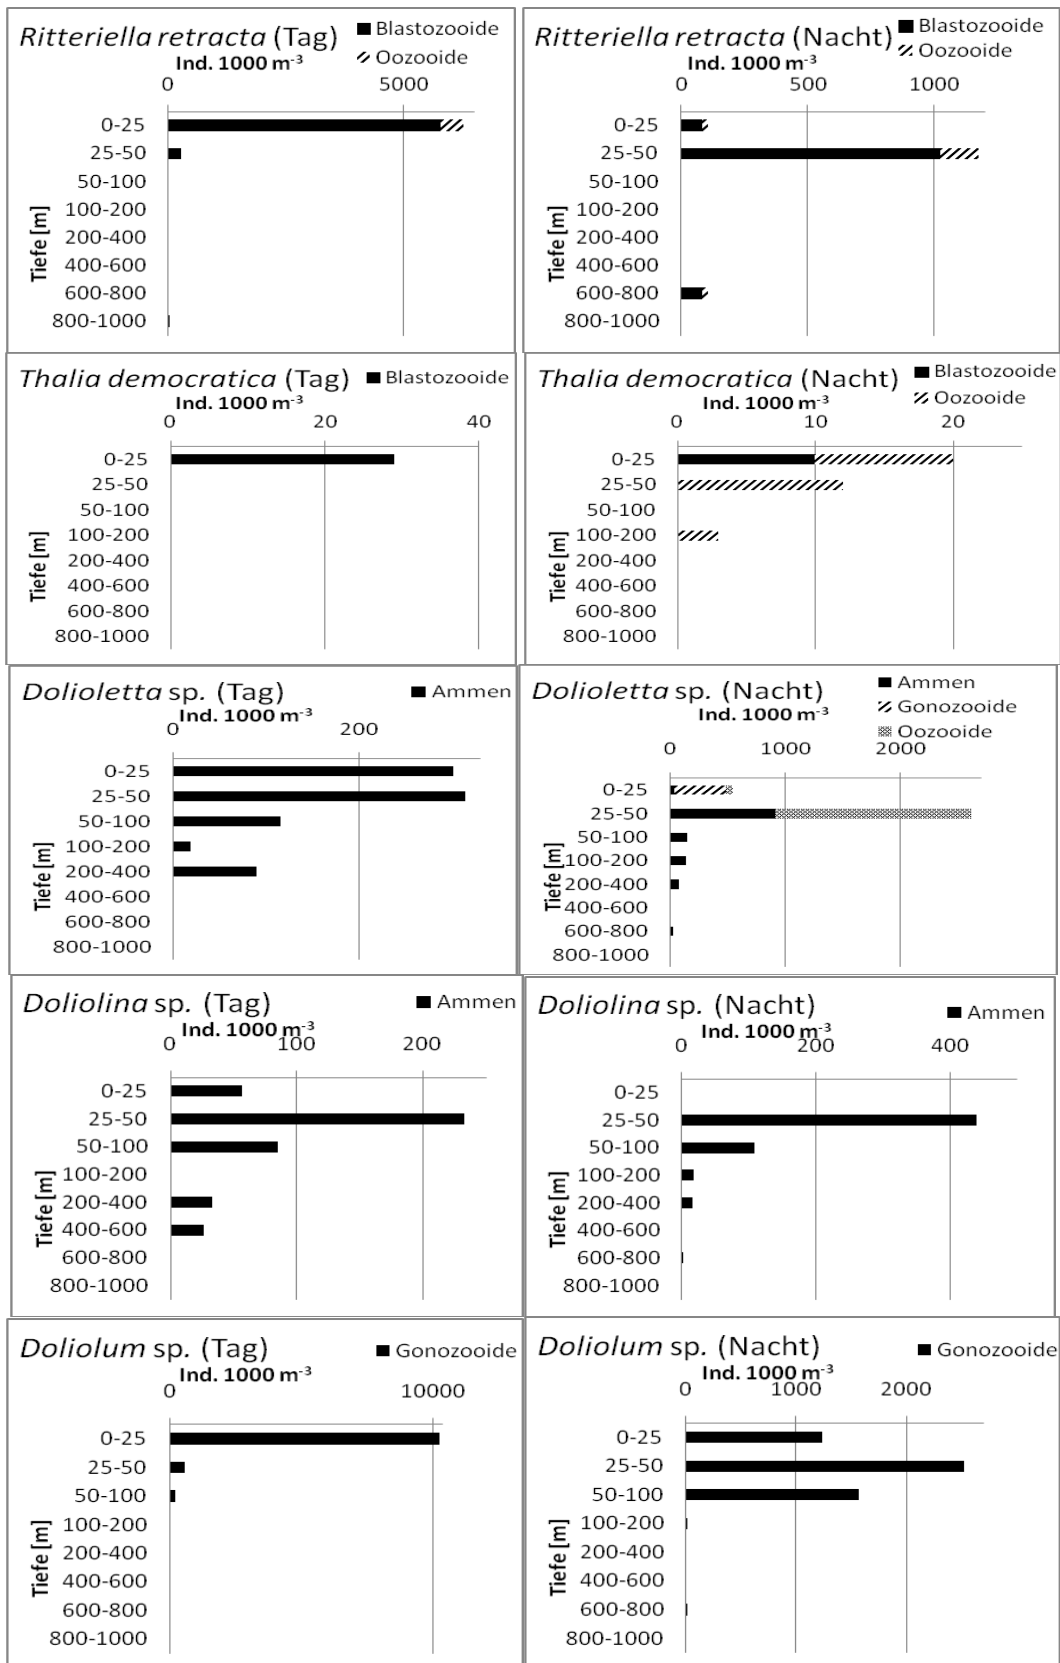 Ritteriella retracta (Tag)
Blastozooide
Oozooide
Ind. 1000 m⁻³
0 5000
0-25
25-50
50-100
100-200
200-400
400-600
600-800
800-1000
Tiefe [m]
Ritteriella retracta (Nacht)
Blastozooide
Oozooide
Ind. 1000 m⁻³
0 500 1000
0-25
25-50
50-100
100-200
200-400
400-600
600-800
800-1000
Tiefe [m]
Thalia democratica (Tag)
Blastozooide
Ind. 1000 m⁻³
0 20 40
0-25
25-50
50-100
100-200
200-400
400-600
600-800
800-1000
Tiefe [m]
Thalia democratica (Nacht)
Blastozooide
Oozooide
Ind. 1000 m⁻³
0 10 20
0-25
25-50
50-100
100-200
200-400
400-600
600-800
800-1000
Tiefe [m]
Dolioletta sp. (Tag)
Ammen
Ind. 1000 m⁻³
0 200
0-25
25-50
50-100
100-200
200-400
400-600
600-800
800-1000
Tiefe [m]
Dolioletta sp. (Nacht)
Ammen
Gonozooide
Oozooide
Ind. 1000 m⁻³
0 1000 2000
0-25
25-50
50-100
100-200
200-400
400-600
600-800
800-1000
Tiefe [m]
Doliolina sp. (Tag)
Ammen
Ind. 1000 m⁻³
0 100 200
0-25
25-50
50-100
100-200
200-400
400-600
600-800
800-1000
Tiefe [m]
Doliolina sp. (Nacht)
Ammen
Ind. 1000 m⁻³
0 200 400
0-25
25-50
50-100
100-200
200-400
400-600
600-800
800-1000
Tiefe [m]
Doliolum sp. (Tag)
Gonozooide
Ind. 1000 m⁻³
0 10000
0-25
25-50
50-100
100-200
200-400
400-600
600-800
800-1000
Tiefe [m]
Doliolum sp. (Nacht)
Gonozooide
Ind. 1000 m⁻³
0 1000 2000
0-25
25-50
50-100
100-200
200-400
400-600
600-800
800-1000
Tiefe [m]